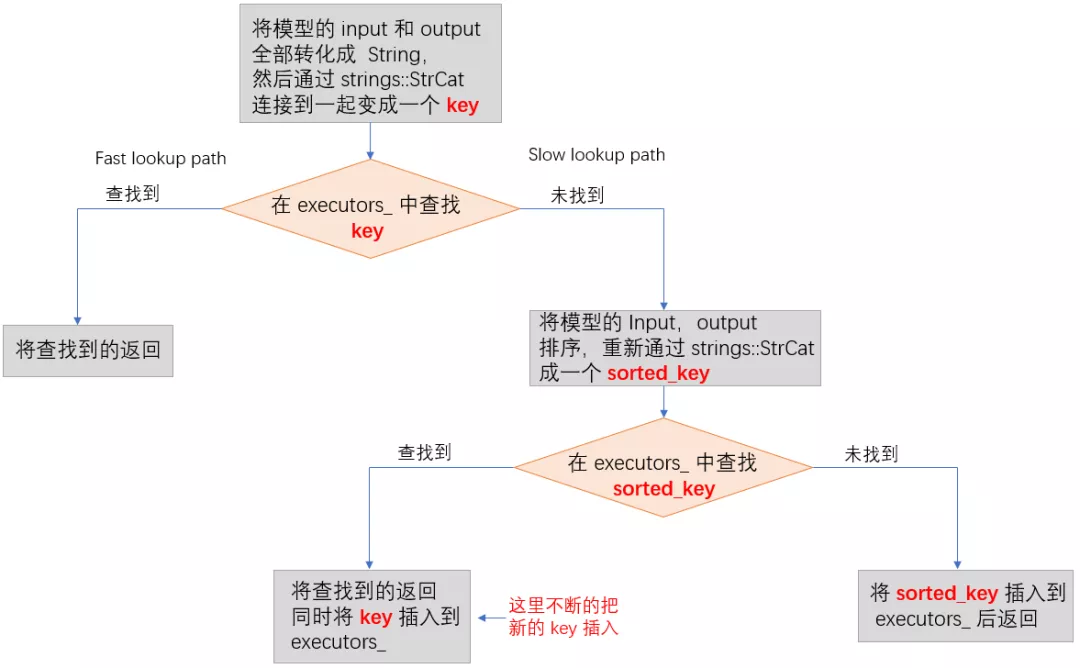 将模型的 input 和 output
全部转化成 String，
然后通过 strings::StrCat
连接到一起变成一个 key
Fast lookup path
Slow lookup path
查找到
未找到
在 executors_ 中查找
key
将查找到的返回
将模型的 Input，output
排序，重新通过 strings::StrCat
成一个 sorted_key
查找到
未找到
在 executors_ 中查找
sorted_key
将查找到的返回
同时将 key 插入到
executors_
这里不断的把
新的 key 插入
将 sorted_key 插入到
executors_ 后返回